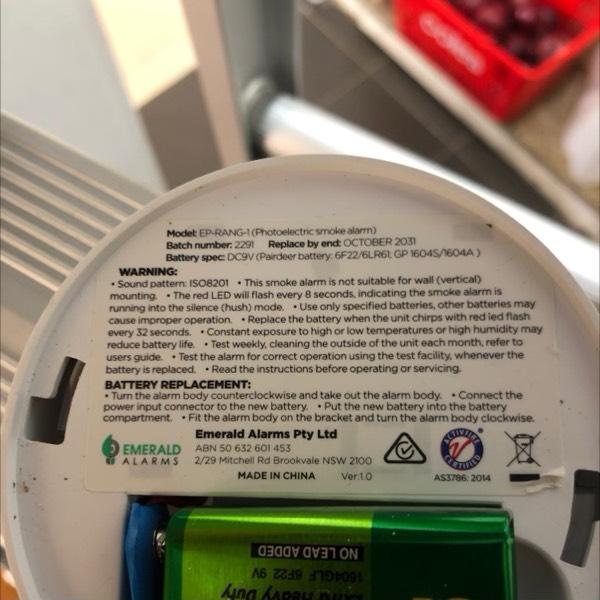 coles
Model: EP-RANG-1 (Photoelectric smoke alarm)
Batch number: 2291 Replace by end: OCTOBER 2031
Battery spec: DC9V (Pairdeer battery: 6F22/6LR61; GP 1604S/1604A )
WARNING:
• Sound pattern: ISO8201 • This smoke alarm is not suitable for wall (vertical)
mounting. • The red LED will flash every 8 seconds, indicating the smoke alarm is
running into the silence (hush) mode. • Use only specified batteries, other batteries may
cause improper operation. • Replace the battery when the unit chirps with red led flash
every 32 seconds. • Constant exposure to high or low temperatures or high humidity may
reduce battery life. • Test weekly, cleaning the outside of the unit each month, refer to
users guide. • Test the alarm for correct operation using the test facility, whenever the
battery is replaced. • Read the instructions before operating or servicing.
BATTERY REPLACEMENT:
• Turn the alarm body counterclockwise and take out the alarm body. • Connect the
power input connector to the new battery. • Put the new battery into the battery
compartment. • Fit the alarm body on the bracket and turn the alarm body clockwise.
EMERALD
ALARMS
Emerald Alarms Pty Ltd
ABN 50 632 601 453
2/29 Mitchell Rd Brookvale NSW 2100
MADE IN CHINA Ver:1.0
ACTIVFIRE
CERTIFIED
AS3786: 2014
NO LEAD ADDED
1604GLF 6F22 9V
Extra Heavy Duty